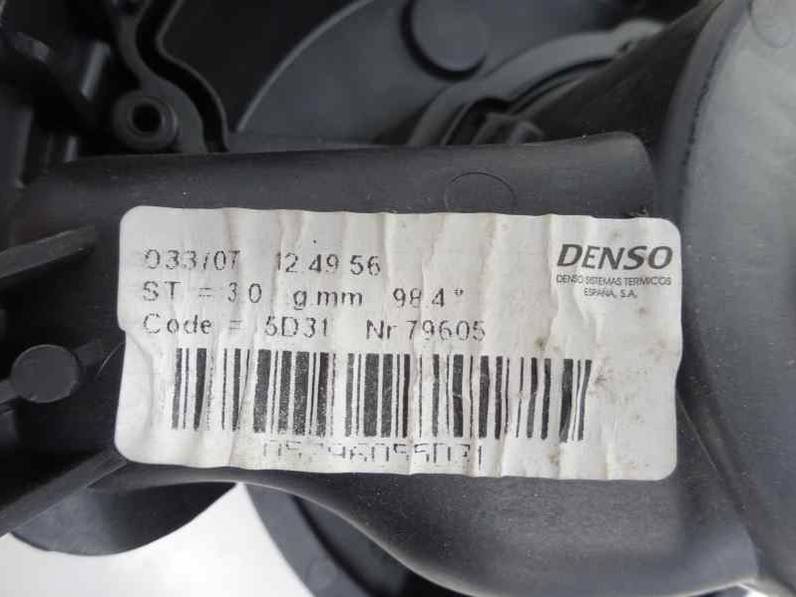 033/07 12:49:56
ST = 3.0 g.mm 98.4°
Code = 5D31 Nr 79605
DENSO
DENSO SISTEMAS TERMICOS
ESPAÑA, S.A.